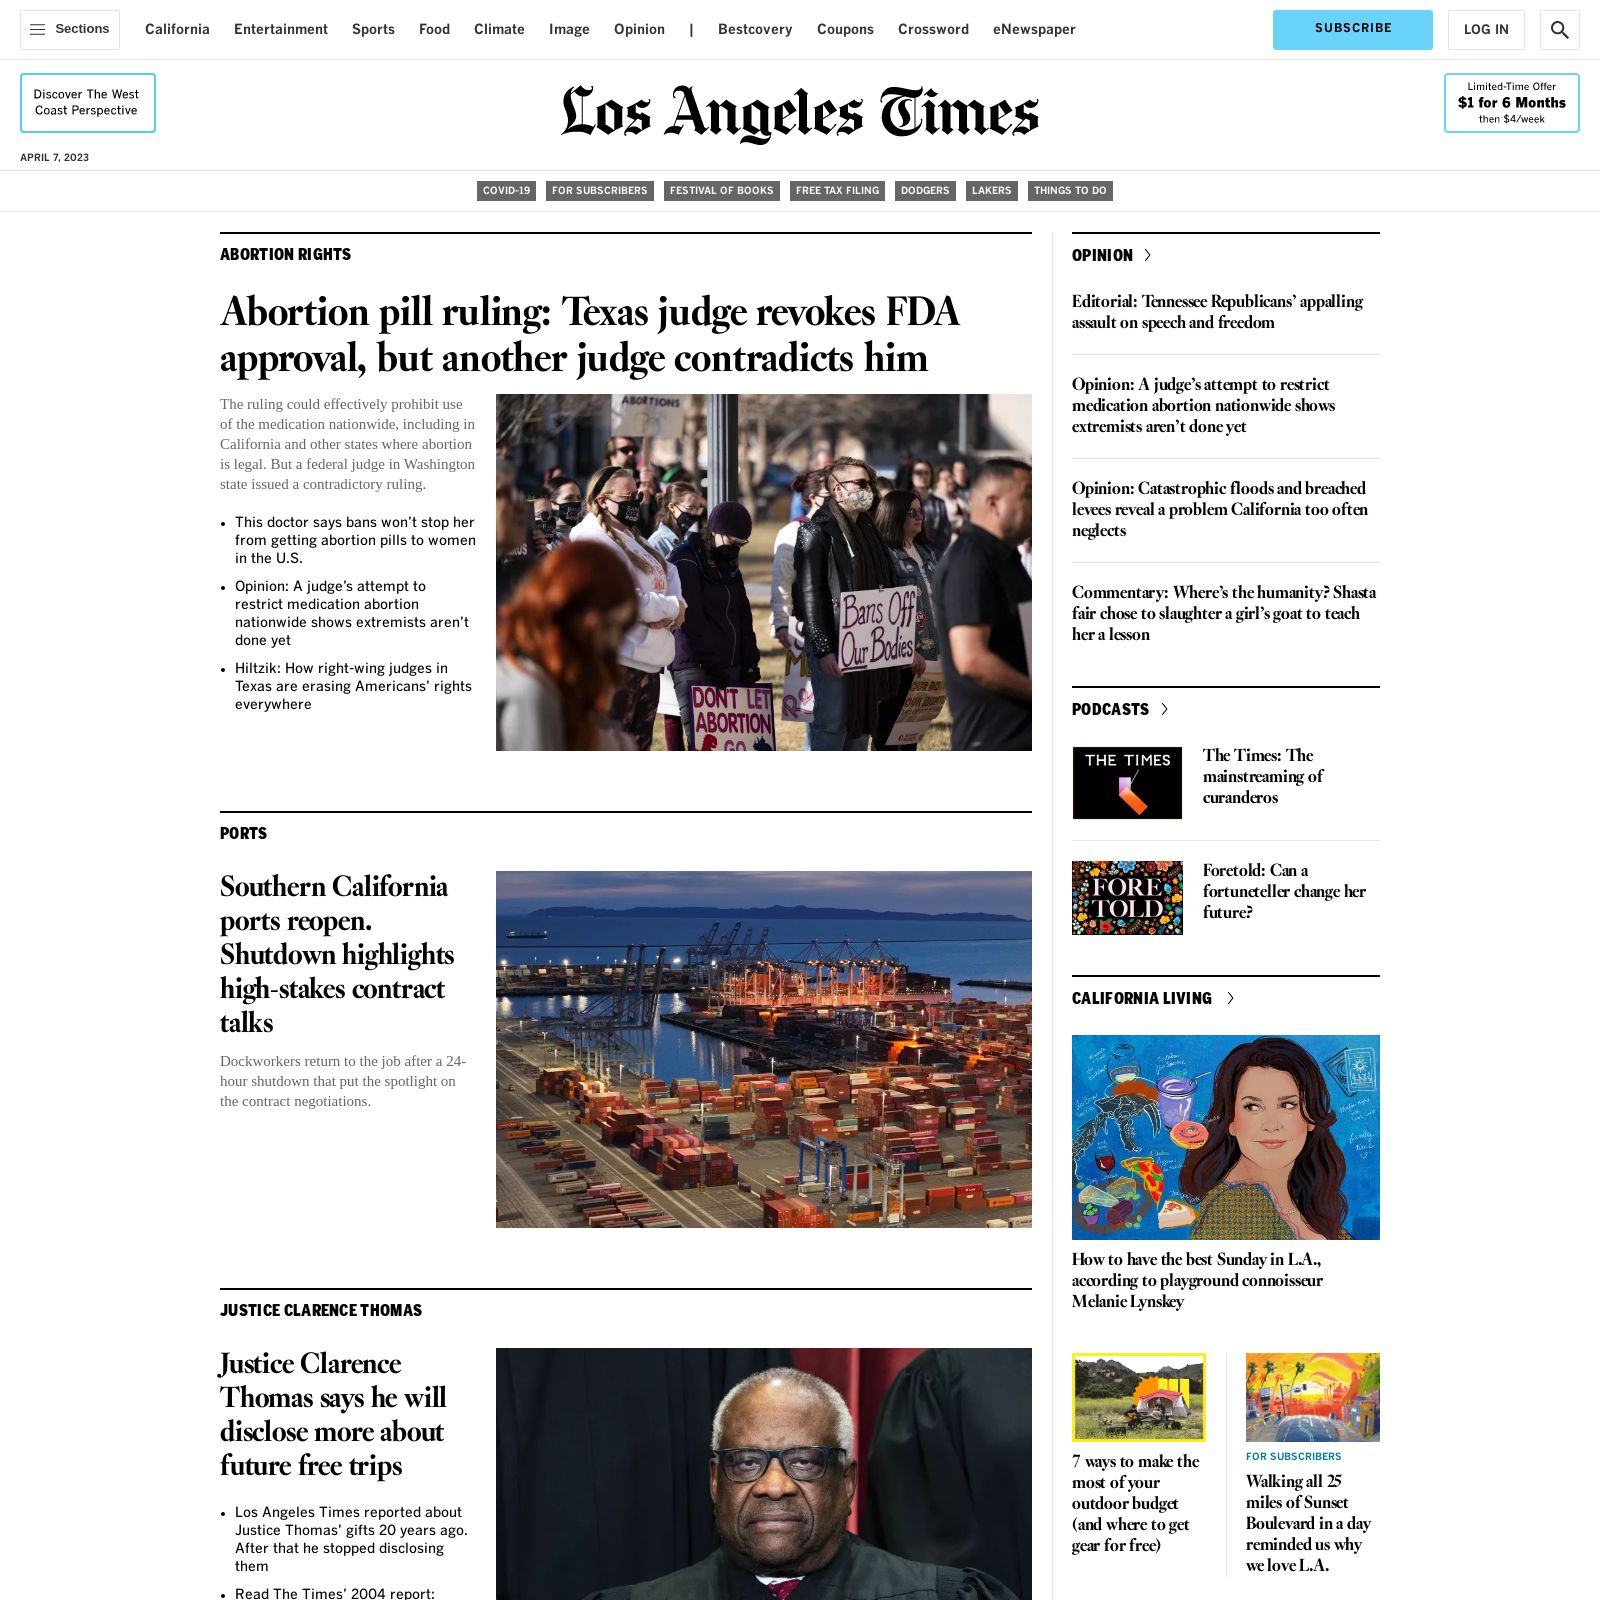 Sections
California
Entertainment
Sports
Food
Climate
Image
Opinion
|
Bestcovery
Coupons
Crossword
eNewspaper
SUBSCRIBE
LOG IN
Discover The West
Coast Perspective
Los Angeles Times
Limited-Time Offer
$1 for 6 Months
then $4/week
APRIL 7, 2023
COVID-19
FOR SUBSCRIBERS
FESTIVAL OF BOOKS
FREE TAX FILING
DODGERS
LAKERS
THINGS TO DO
ABORTION RIGHTS
Abortion pill ruling: Texas judge revokes FDA
approval, but another judge contradicts him
The ruling could effectively prohibit use
of the medication nationwide, including in
California and other states where abortion
is legal. But a federal judge in Washington
state issued a contradictory ruling.
• This doctor says bans won’t stop her
from getting abortion pills to women
in the U.S.
• Opinion: A judge’s attempt to
restrict medication abortion
nationwide shows extremists aren’t
done yet
• Hiltzik: How right-wing judges in
Texas are erasing Americans’ rights
everywhere
ABORTIONS
Bans Off
Our Bodies
DON'T LET
ABORTION
GO
PORTS
Southern California
ports reopen.
Shutdown highlights
high-stakes contract
talks
Dockworkers return to the job after a 24-
hour shutdown that put the spotlight on
the contract negotiations.
JUSTICE CLARENCE THOMAS
Justice Clarence
Thomas says he will
disclose more about
future free trips
• Los Angeles Times reported about
Justice Thomas’ gifts 20 years ago.
After that he stopped disclosing
them
• Read The Times’ 2004 report:
OPINION
Editorial: Tennessee Republicans’ appalling
assault on speech and freedom
Opinion: A judge’s attempt to restrict
medication abortion nationwide shows
extremists aren’t done yet
Opinion: Catastrophic floods and breached
levees reveal a problem California too often
neglects
Commentary: Where’s the humanity? Shasta
fair chose to slaughter a girl’s goat to teach
her a lesson
PODCASTS
THE TIMES
The Times: The
mainstreaming of
curanderos
FORE
TOLD
Foretold: Can a
fortuneteller change her
future?
CALIFORNIA LIVING
family
time
How to have the best Sunday in L.A.,
according to playground connoisseur
Melanie Lynskey
7 ways to make the
most of your
outdoor budget
(and where to get
gear for free)
FOR SUBSCRIBERS
Walking all 25
miles of Sunset
Boulevard in a day
reminded us why
we love L.A.